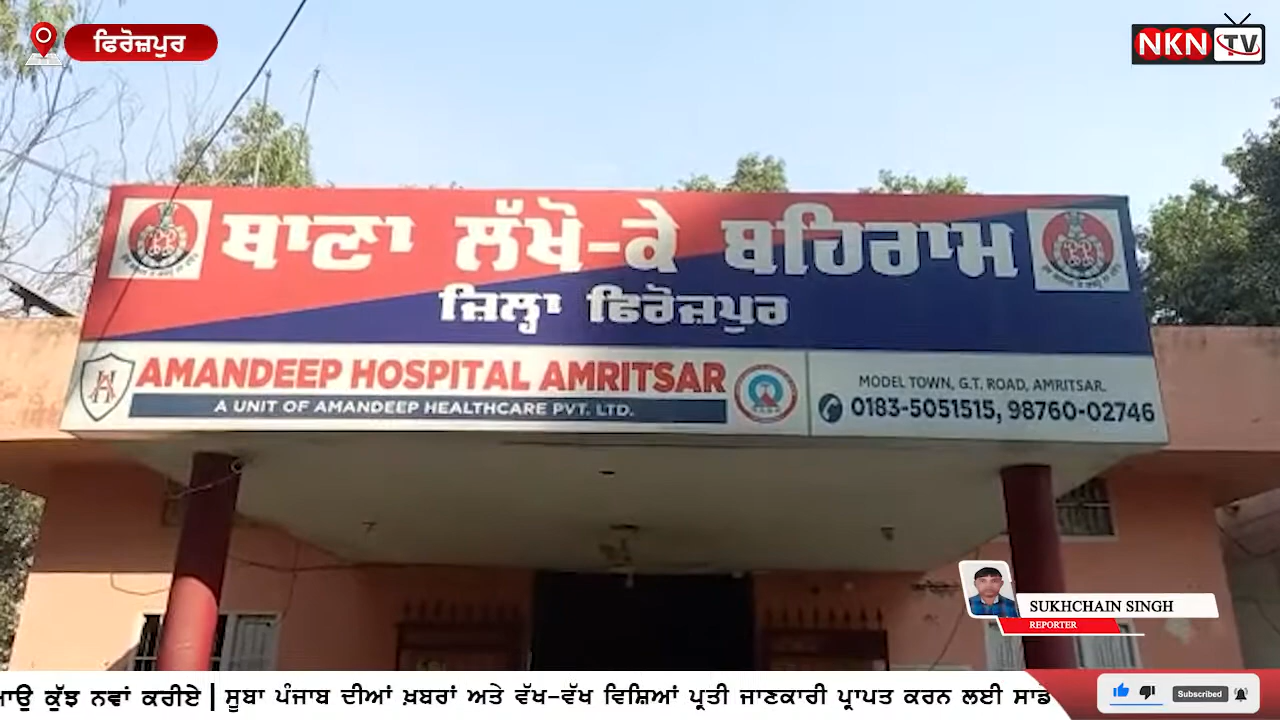 ਫਿਰੋਜ਼ਪੁਰ
NKN TV
ਥਾਣਾ ਲੱਖੋ-ਕੇ ਬਹਿਰਾਮ
ਜ਼ਿਲ੍ਹਾ ਫਿਰੋਜ਼ਪੁਰ
AMANDEEP HOSPITAL AMRITSAR
A UNIT OF AMANDEEP HEALTHCARE PVT. LTD.
MODEL TOWN, G.T. ROAD, AMRITSAR.
0183-5051515, 98760-02746
SUKHCHAIN SINGH
REPORTER
ਕੁੱਝ ਨਵਾਂ ਕਰੀਏ | ਸੂਬਾ ਪੰਜਾਬ ਦੀਆਂ ਖ਼ਬਰਾਂ ਅਤੇ ਵੱਖ-ਵੱਖ ਵਿਸ਼ਿਆਂ ਪ੍ਰਤੀ ਜਾਣਕਾਰੀ ਪ੍ਰਾਪਤ ਕਰਨ ਲਈ ਸਾਡੇ
Subscribed